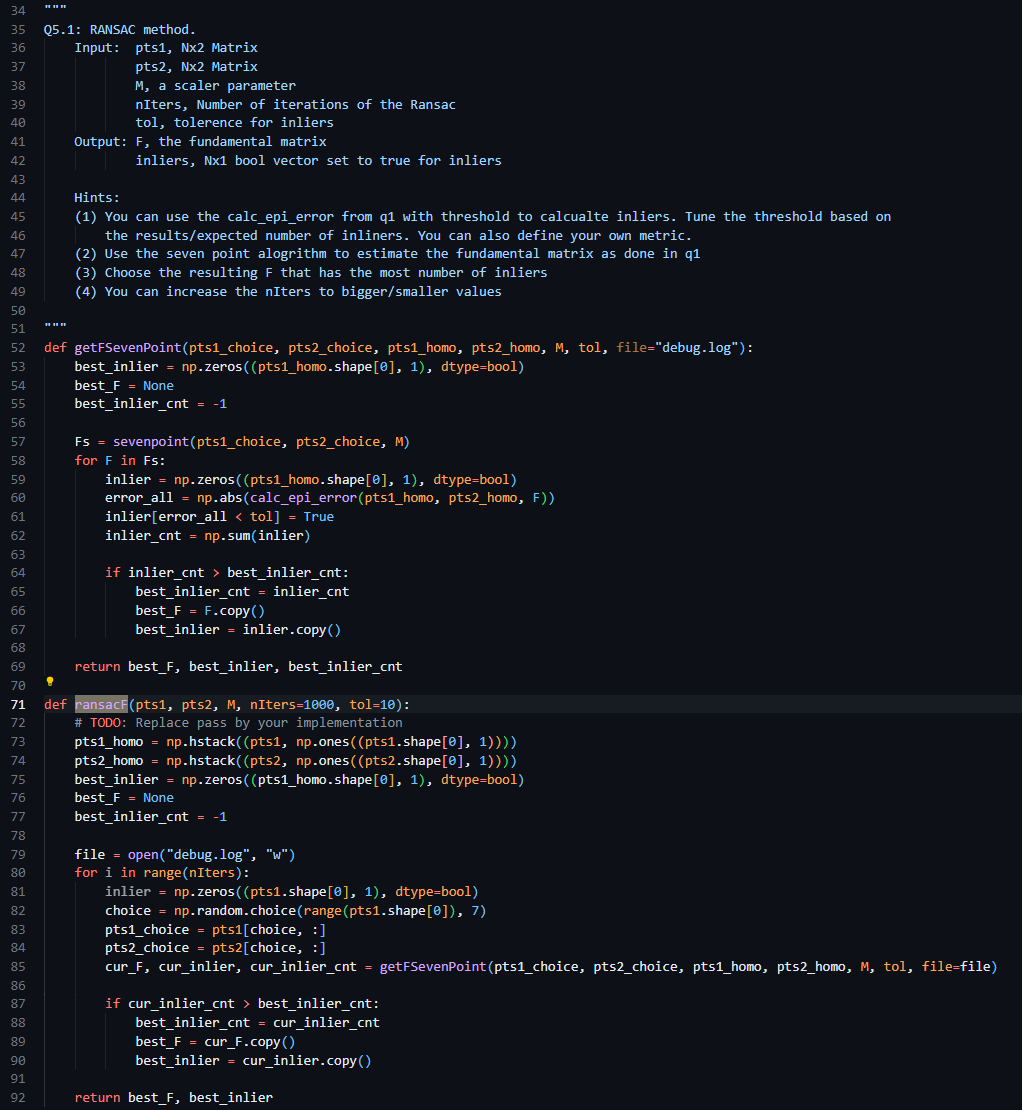 34 """
35 Q5.1: RANSAC method.
36     Input:  pts1, Nx2 Matrix
37             pts2, Nx2 Matrix
38             M, a scaler parameter
39             nIters, Number of iterations of the Ransac
40             tol, tolerence for inliers
41     Output: F, the fundamental matrix
42             inliers, Nx1 bool vector set to true for inliers
43
44     Hints:
45     (1) You can use the calc_epi_error from q1 with threshold to calcualte inliers. Tune the threshold based on
46         the results/expected number of inliners. You can also define your own metric.
47     (2) Use the seven point alogrithm to estimate the fundamental matrix as done in q1
48     (3) Choose the resulting F that has the most number of inliers
49     (4) You can increase the nIters to bigger/smaller values
50
51 """
52 def getFSevenPoint(pts1_choice, pts2_choice, pts1_homo, pts2_homo, M, tol, file="debug.log"):
53     best_inlier = np.zeros((pts1_homo.shape[0], 1), dtype=bool)
54     best_F = None
55     best_inlier_cnt = -1
56
57     Fs = sevenpoint(pts1_choice, pts2_choice, M)
58     for F in Fs:
59         inlier = np.zeros((pts1_homo.shape[0], 1), dtype=bool)
60         error_all = np.abs(calc_epi_error(pts1_homo, pts2_homo, F))
61         inlier[error_all < tol] = True
62         inlier_cnt = np.sum(inlier)
63
64         if inlier_cnt > best_inlier_cnt:
65             best_inlier_cnt = inlier_cnt
66             best_F = F.copy()
67             best_inlier = inlier.copy()
68
69     return best_F, best_inlier, best_inlier_cnt
70
71 def ransacF(pts1, pts2, M, nIters=1000, tol=10):
72     # TODO: Replace pass by your implementation
73     pts1_homo = np.hstack((pts1, np.ones((pts1.shape[0], 1))))
74     pts2_homo = np.hstack((pts2, np.ones((pts2.shape[0], 1))))
75     best_inlier = np.zeros((pts1_homo.shape[0], 1), dtype=bool)
76     best_F = None
77     best_inlier_cnt = -1
78
79     file = open("debug.log", "w")
80     for i in range(nIters):
81         inlier = np.zeros((pts1.shape[0], 1), dtype=bool)
82         choice = np.random.choice(range(pts1.shape[0]), 7)
83         pts1_choice = pts1[choice, :]
84         pts2_choice = pts2[choice, :]
85         cur_F, cur_inlier, cur_inlier_cnt = getFSevenPoint(pts1_choice, pts2_choice, pts1_homo, pts2_homo, M, tol, file=file)
86
87         if cur_inlier_cnt > best_inlier_cnt:
88             best_inlier_cnt = cur_inlier_cnt
89             best_F = cur_F.copy()
90             best_inlier = cur_inlier.copy()
91
92     return best_F, best_inlier